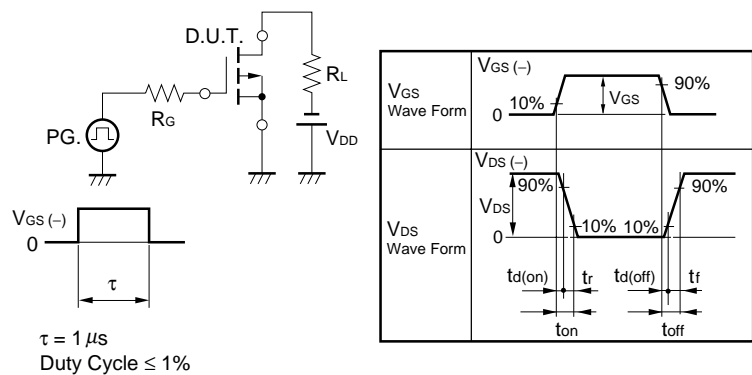 D.U.T.
RL
RG
PG.
VDD
VGS (−)
0
τ
τ = 1 μs
Duty Cycle ≤ 1%
VGS
Wave Form
VGS (−)
10%
90%
VGS
0
VDS
Wave Form
VDS (−)
90%
90%
VDS
10% 10%
0
td(on) tr td(off) tf
ton toff